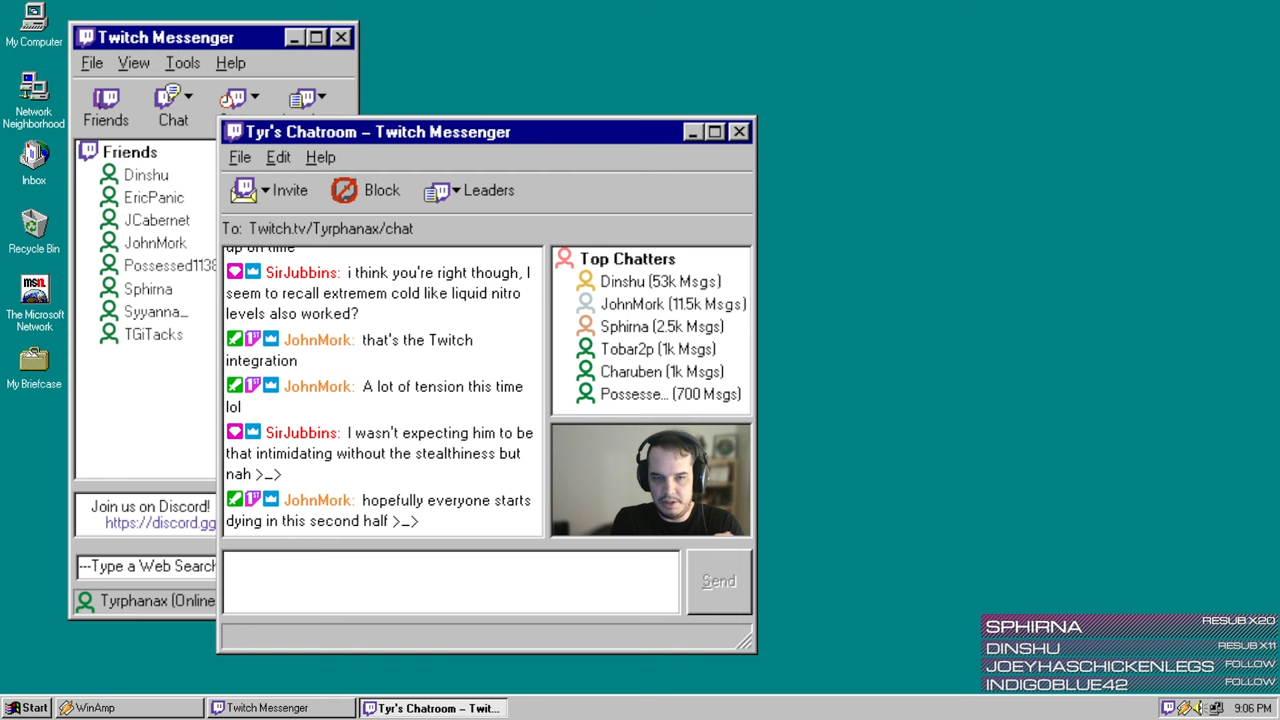 My Computer
Network
Neighborhood
Inbox
Recycle Bin
The Microsoft
Network
My Briefcase
Twitch Messenger
File View Tools Help
Friends
Chat
Friends
Dinshu
EricPanic
JCabernet
JohnMork
Possessed1138
Sphirna
Syyanna_
TGiTacks
Join us on Discord!
https://discord.gg
---Type a Web Search
Tyrphanax (Online
Tyr's Chatroom – Twitch Messenger
File Edit Help
Invite Block Leaders
To: Twitch.tv/Tyrphanax/chat
up on time
SirJubbins: i think you're right though, I
seem to recall extremem cold like liquid nitro
levels also worked?
JohnMork: that's the Twitch
integration
JohnMork: A lot of tension this time
lol
SirJubbins: I wasn't expecting him to be
that intimidating without the stealthiness but
nah >_>
JohnMork: hopefully everyone starts
dying in this second half >_>
Top Chatters
Dinshu (53k Msgs)
JohnMork (11.5k Msgs)
Sphirna (2.5k Msgs)
Tobar2p (1k Msgs)
Charuben (1k Msgs)
Possesse... (700 Msgs)
Send
SPHIRNA RESUB X20
DINSHU RESUB X11
JOEYHASCHICKENLEGS FOLLOW
INDIGOBLUE42 FOLLOW
Start
WinAmp
Twitch Messenger
Tyr's Chatroom – Twit...
9:06 PM